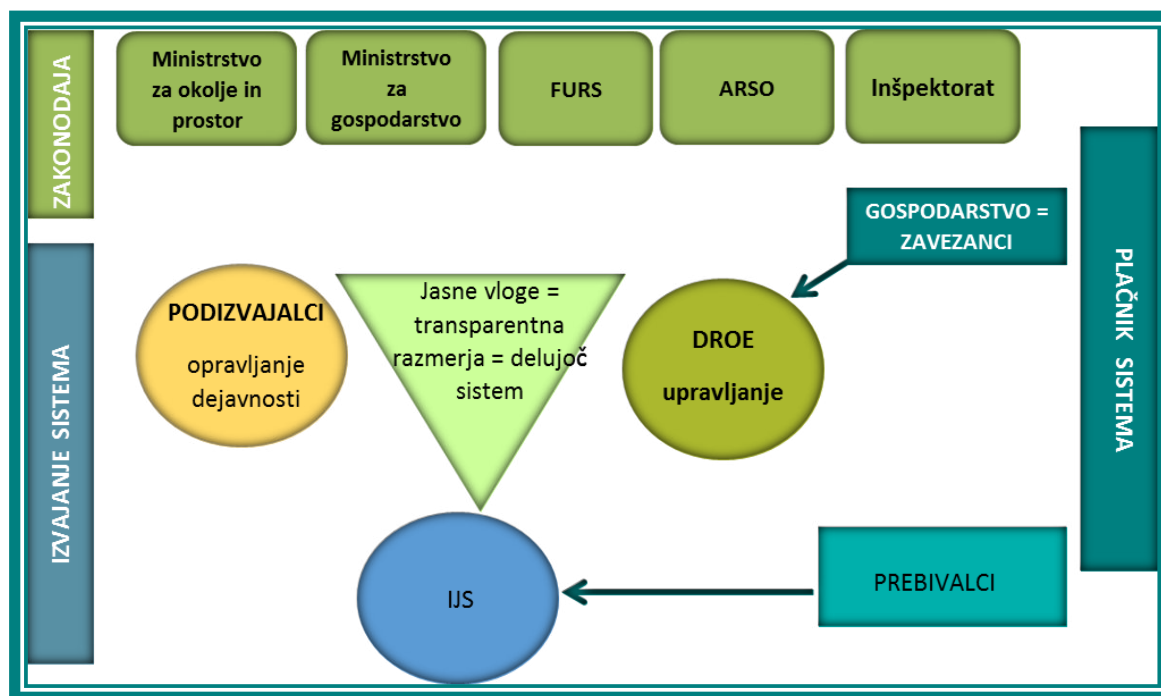 ZAKONODAJA
Ministrstvo
za okolje in
prostor
Ministrstvo
za
gospodarstvo
FURS
ARSO
Inšpektorat
GOSPODARSTVO =
ZAVEZANCI
PLAČNIK SISTEMA
IZVAJANJE SISTEMA
PODIZVAJALCI
opravljanje
dejavnosti
Jasne vloge =
transparentna
razmerja = delujoč
sistem
DROE
upravljanje
IJS
PREBIVALCI